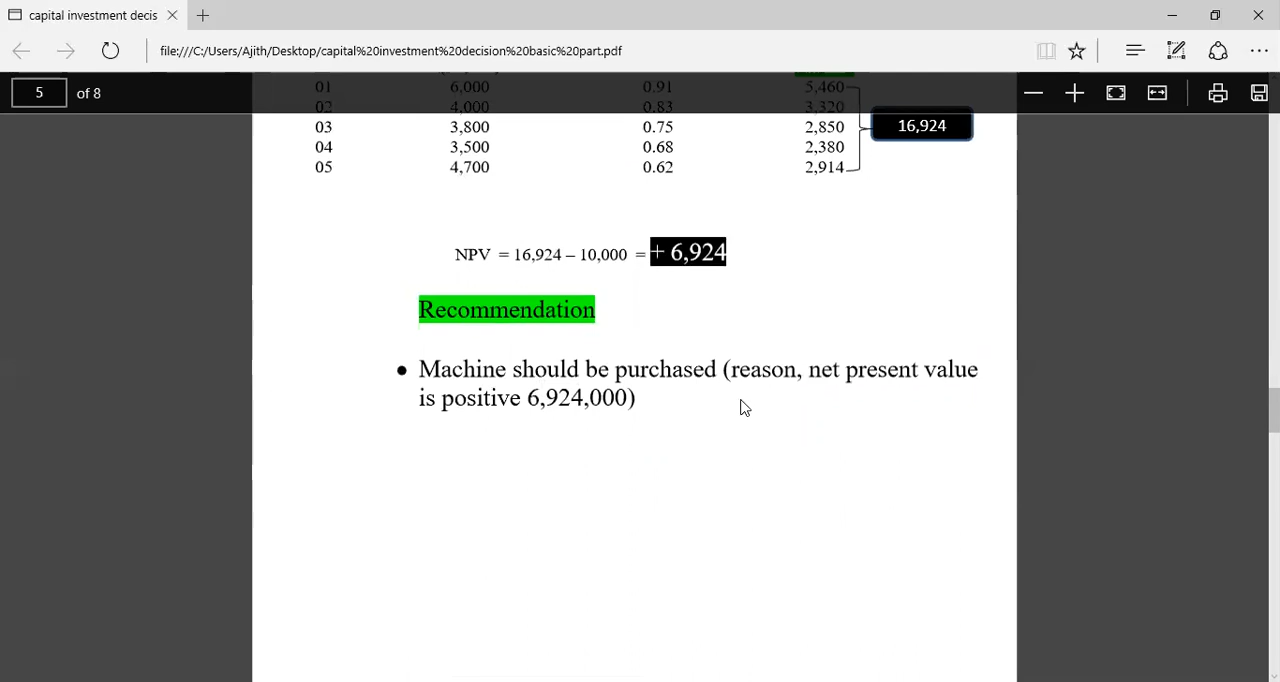 capital investment decis
file:///C:/Users/Ajith/Desktop/capital%20investment%20decision%20basic%20part.pdf
5 of 8
01 6,000 0.91 5,460
02 4,000 0.83 3,320
03 3,800 0.75 2,850
04 3,500 0.68 2,380
05 4,700 0.62 2,914
16,924
NPV = 16,924 – 10,000 = + 6,924
Recommendation
• Machine should be purchased (reason, net present value
is positive 6,924,000)